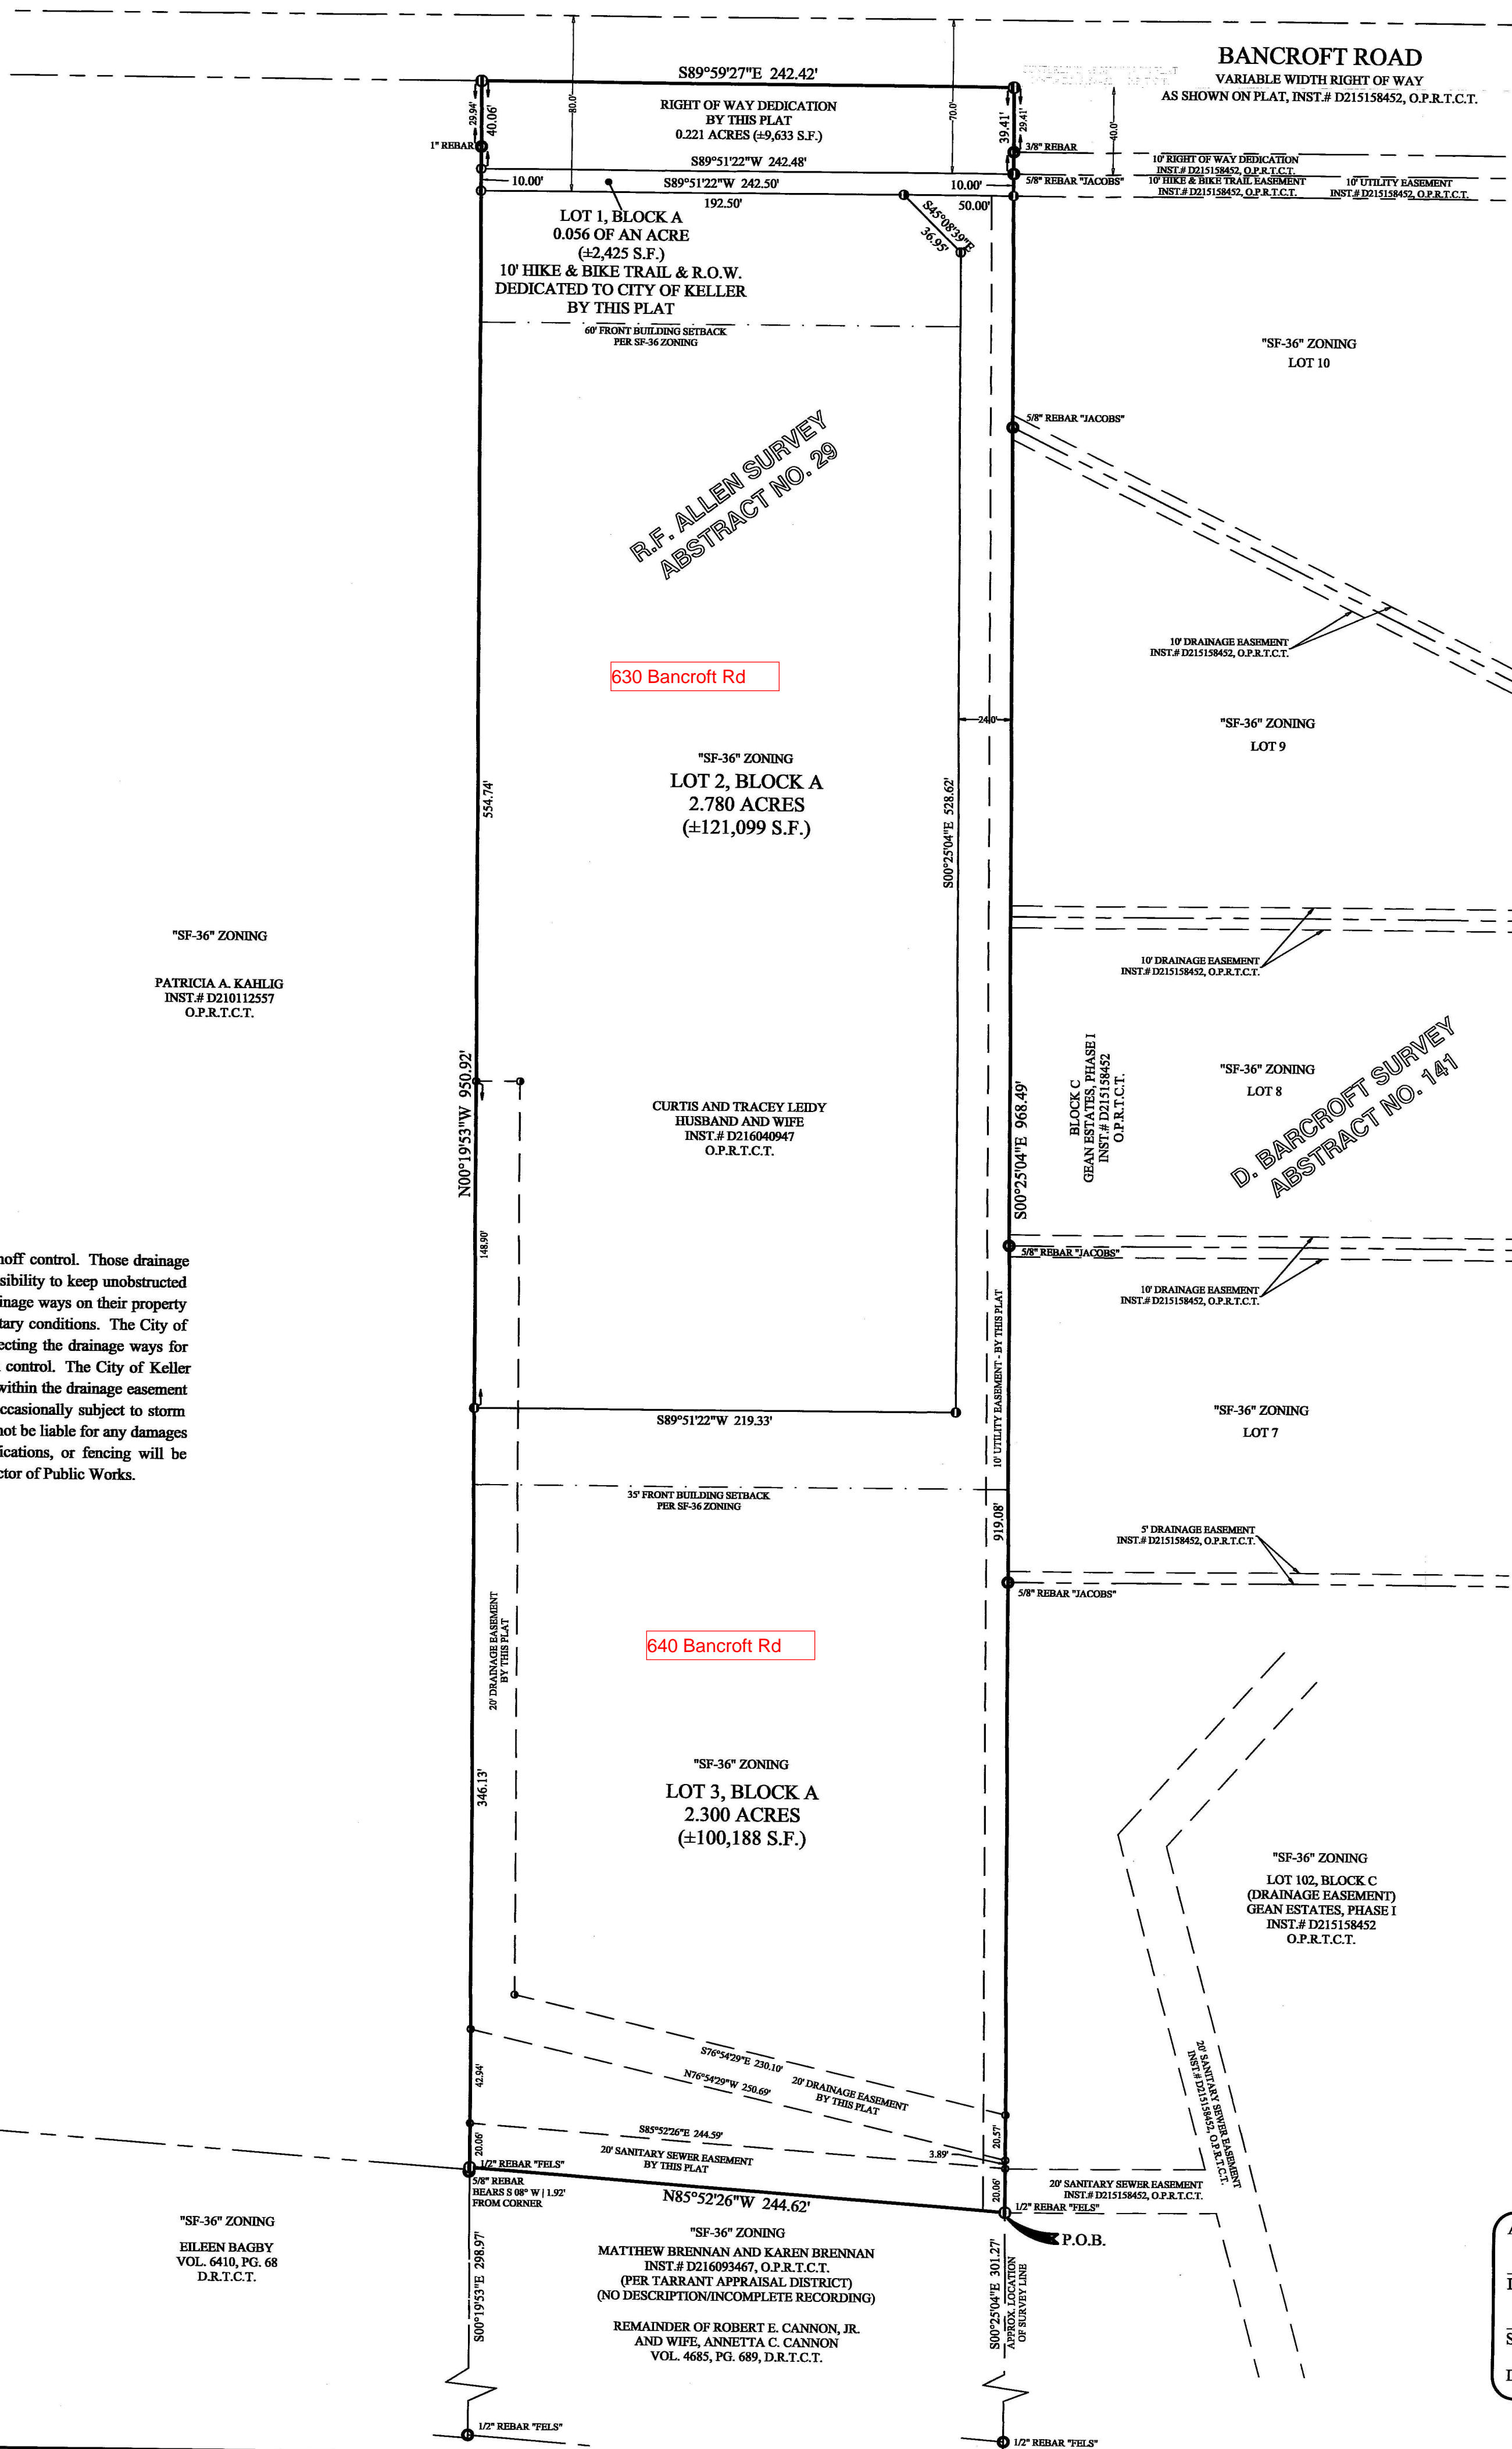 BANCROFT ROAD
VARIABLE WIDTH RIGHT OF WAY
AS SHOWN ON PLAT, INST.# D215158452, O.P.R.T.C.T.
S89°59'27"E 242.42'
RIGHT OF WAY DEDICATION
BY THIS PLAT
0.221 ACRES (±9,633 S.F.)
29.94'
40.06'
80.0'
70.0'
39.41'
29.41'
40.0'
1" REBAR
3/8" REBAR
S89°51'22"W 242.48'
10' RIGHT OF WAY DEDICATION
INST.# D215158452, O.P.R.T.C.T.
10.00'
S89°51'22"W 242.50'
10.00'
5/8" REBAR "JACOBS"
10' HIKE & BIKE TRAIL EASEMENT
INST.# D215158452, O.P.R.T.C.T.
10' UTILITY EASEMENT
INST.# D215158452, O.P.R.T.C.T.
192.50'
50.00'
S45°08'39"E
36.95'
LOT 1, BLOCK A
0.056 OF AN ACRE
(±2,425 S.F.)
10' HIKE & BIKE TRAIL & R.O.W.
DEDICATED TO CITY OF KELLER
BY THIS PLAT
60' FRONT BUILDING SETBACK
PER SF-36 ZONING
"SF-36" ZONING
LOT 10
5/8" REBAR "JACOBS"
R.F. ALLEN SURVEY
ABSTRACT NO. 29
10' DRAINAGE EASEMENT
INST.# D215158452, O.P.R.T.C.T.
630 Bancroft Rd
24.0'
"SF-36" ZONING
LOT 9
"SF-36" ZONING
LOT 2, BLOCK A
2.780 ACRES
(±121,099 S.F.)
554.74'
S00°25'04"E 528.62'
"SF-36" ZONING
PATRICIA A. KAHLIG
INST.# D210112557
O.P.R.T.C.T.
10' DRAINAGE EASEMENT
INST.# D215158452, O.P.R.T.C.T.
N00°19'53"W 950.92'
CURTIS AND TRACEY LEIDY
HUSBAND AND WIFE
INST.# D216040947
O.P.R.T.C.T.
S00°25'04"E 968.49'
BLOCK C
GEAN ESTATES, PHASE I
INST.# D215158452
O.P.R.T.C.T.
"SF-36" ZONING
LOT 8
D. BARCROFT SURVEY
ABSTRACT NO. 141
148.90'
5/8" REBAR "JACOBS"
10' DRAINAGE EASEMENT
INST.# D215158452, O.P.R.T.C.T.
noff control. Those drainage
sibility to keep unobstructed
inage ways on their property
tary conditions. The City of
ecting the drainage ways for
control. The City of Keller
within the drainage easement
ccasionally subject to storm
not be liable for any damages
ications, or fencing will be
ctor of Public Works.
10' UTILITY EASEMENT - BY THIS PLAT
S89°51'22"W 219.33'
"SF-36" ZONING
LOT 7
35' FRONT BUILDING SETBACK
PER SF-36 ZONING
919.08'
5' DRAINAGE EASEMENT
INST.# D215158452, O.P.R.T.C.T.
5/8" REBAR "JACOBS"
20' DRAINAGE EASEMENT
BY THIS PLAT
640 Bancroft Rd
346.13'
"SF-36" ZONING
LOT 3, BLOCK A
2.300 ACRES
(±100,188 S.F.)
"SF-36" ZONING
LOT 102, BLOCK C
(DRAINAGE EASEMENT)
GEAN ESTATES, PHASE I
INST.# D215158452
O.P.R.T.C.T.
S76°54'29"E 230.10'
N76°54'29"W 250.69'
20' DRAINAGE EASEMENT
BY THIS PLAT
42.94'
20.57'
20' SANITARY SEWER EASEMENT
INST.# D215158452, O.P.R.T.C.T.
S85°52'26"E 244.59'
20' SANITARY SEWER EASEMENT
BY THIS PLAT
3.89'
20.06'
20.06'
1/2" REBAR "FELS"
5/8" REBAR
BEARS S 08° W | 1.92'
FROM CORNER
N85°52'26"W 244.62'
20' SANITARY SEWER EASEMENT
INST.# D215158452, O.P.R.T.C.T.
1/2" REBAR "FELS"
P.O.B.
"SF-36" ZONING
EILEEN BAGBY
VOL. 6410, PG. 68
D.R.T.C.T.
S00°19'53"E 298.97'
"SF-36" ZONING
MATTHEW BRENNAN AND KAREN BRENNAN
INST.# D216093467, O.P.R.T.C.T.
(PER TARRANT APPRAISAL DISTRICT)
(NO DESCRIPTION/INCOMPLETE RECORDING)
REMAINDER OF ROBERT E. CANNON, JR.
AND WIFE, ANNETTA C. CANNON
VOL. 4685, PG. 689, D.R.T.C.T.
S00°25'04"E 301.27'
APPROX. LOCATION
OF SURVEY LINE
1/2" REBAR "FELS"
1/2" REBAR "FELS"